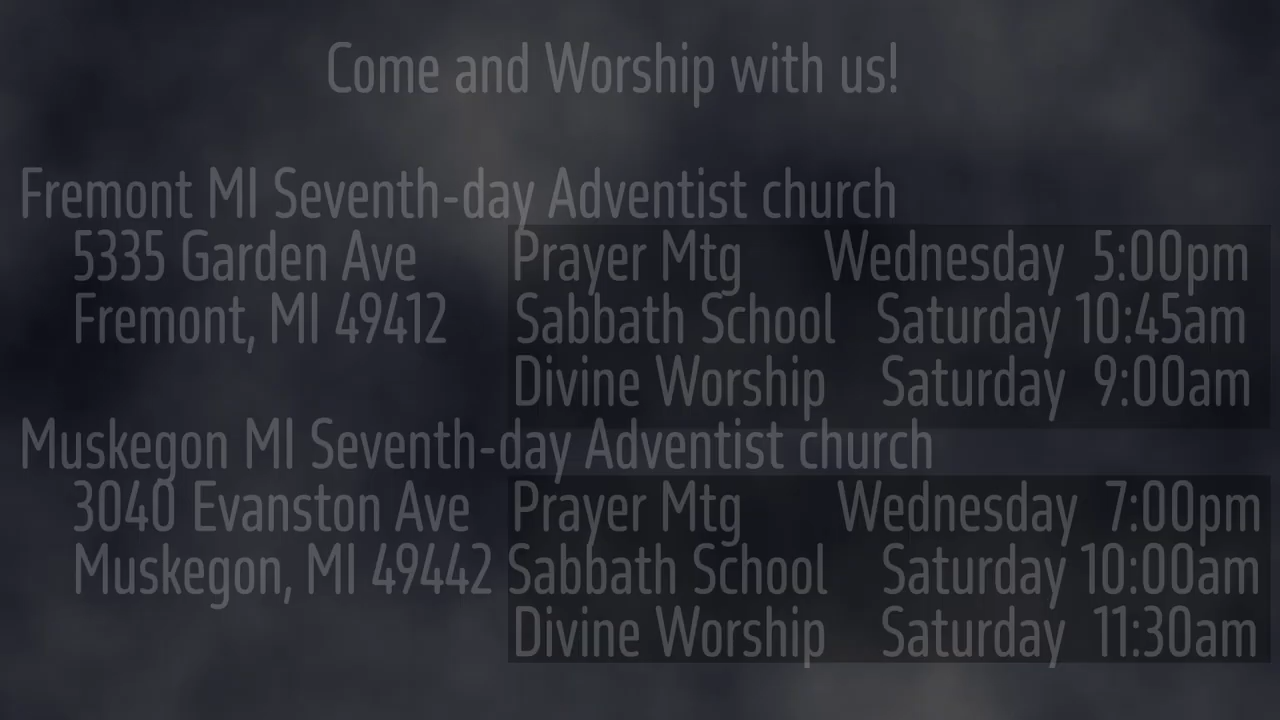 Come and Worship with us!
Fremont MI Seventh-day Adventist church
5335 Garden Ave Prayer Mtg Wednesday 5:00pm
Fremont, MI 49412 Sabbath School Saturday 10:45am
Divine Worship Saturday 9:00am
Muskegon MI Seventh-day Adventist church
3040 Evanston Ave Prayer Mtg Wednesday 7:00pm
Muskegon, MI 49442 Sabbath School Saturday 10:00am
Divine Worship Saturday 11:30am